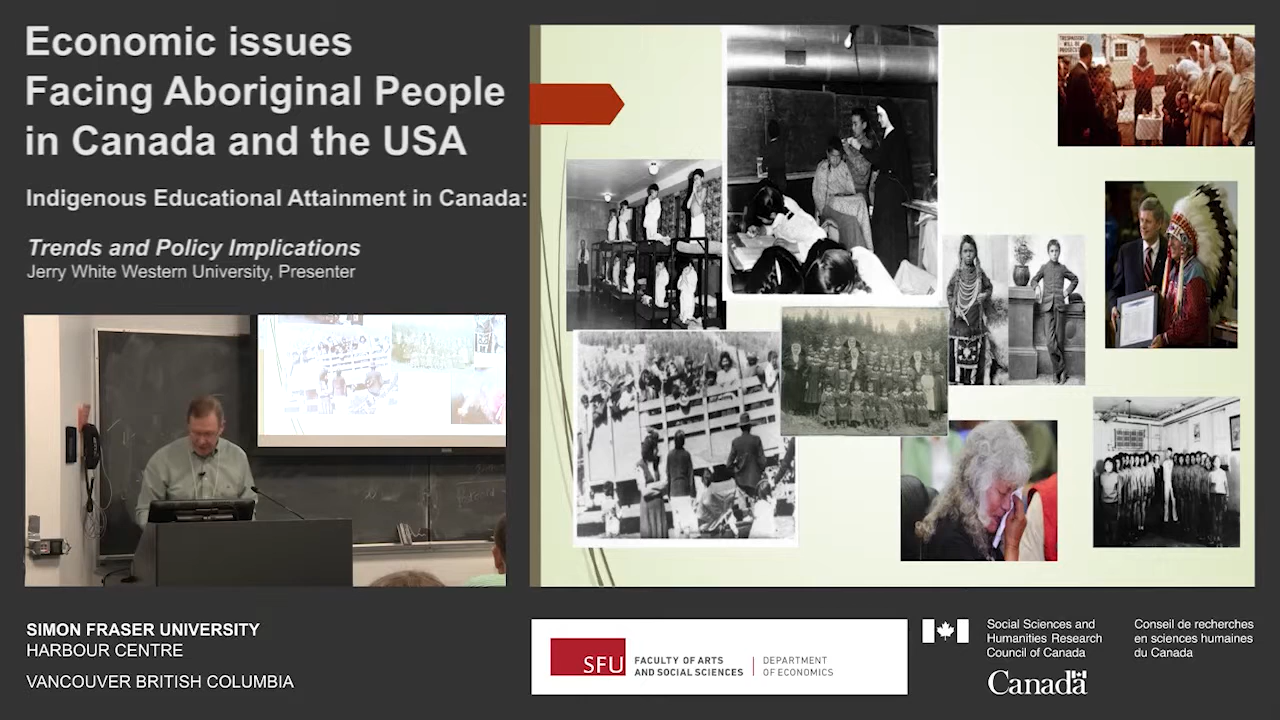 Economic issues
Facing Aboriginal People
in Canada and the USA
Indigenous Educational Attainment in Canada:
Trends and Policy Implications
Jerry White Western University, Presenter
SIMON FRASER UNIVERSITY
HARBOUR CENTRE
VANCOUVER BRITISH COLUMBIA
SFU
FACULTY OF ARTS
AND SOCIAL SCIENCES
DEPARTMENT
OF ECONOMICS
Social Sciences and
Humanities Research
Council of Canada
Conseil de recherches
en sciences humaines
du Canada
Canada